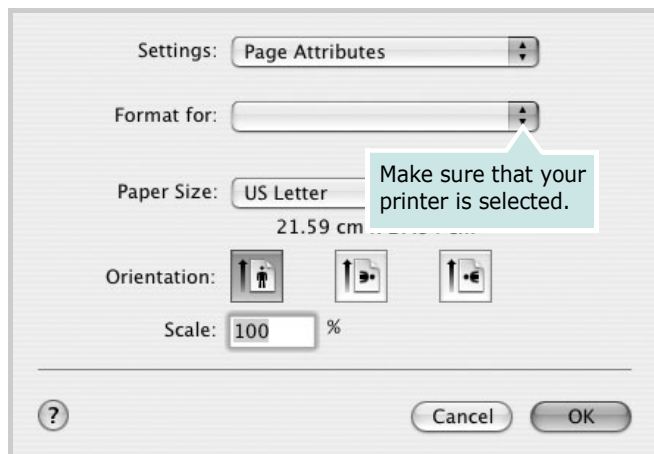 Settings: Page Attributes
Format for:
Make sure that your
printer is selected.
Paper Size: US Letter
21.59 cm
Orientation:
Scale: 100 %
? Cancel OK